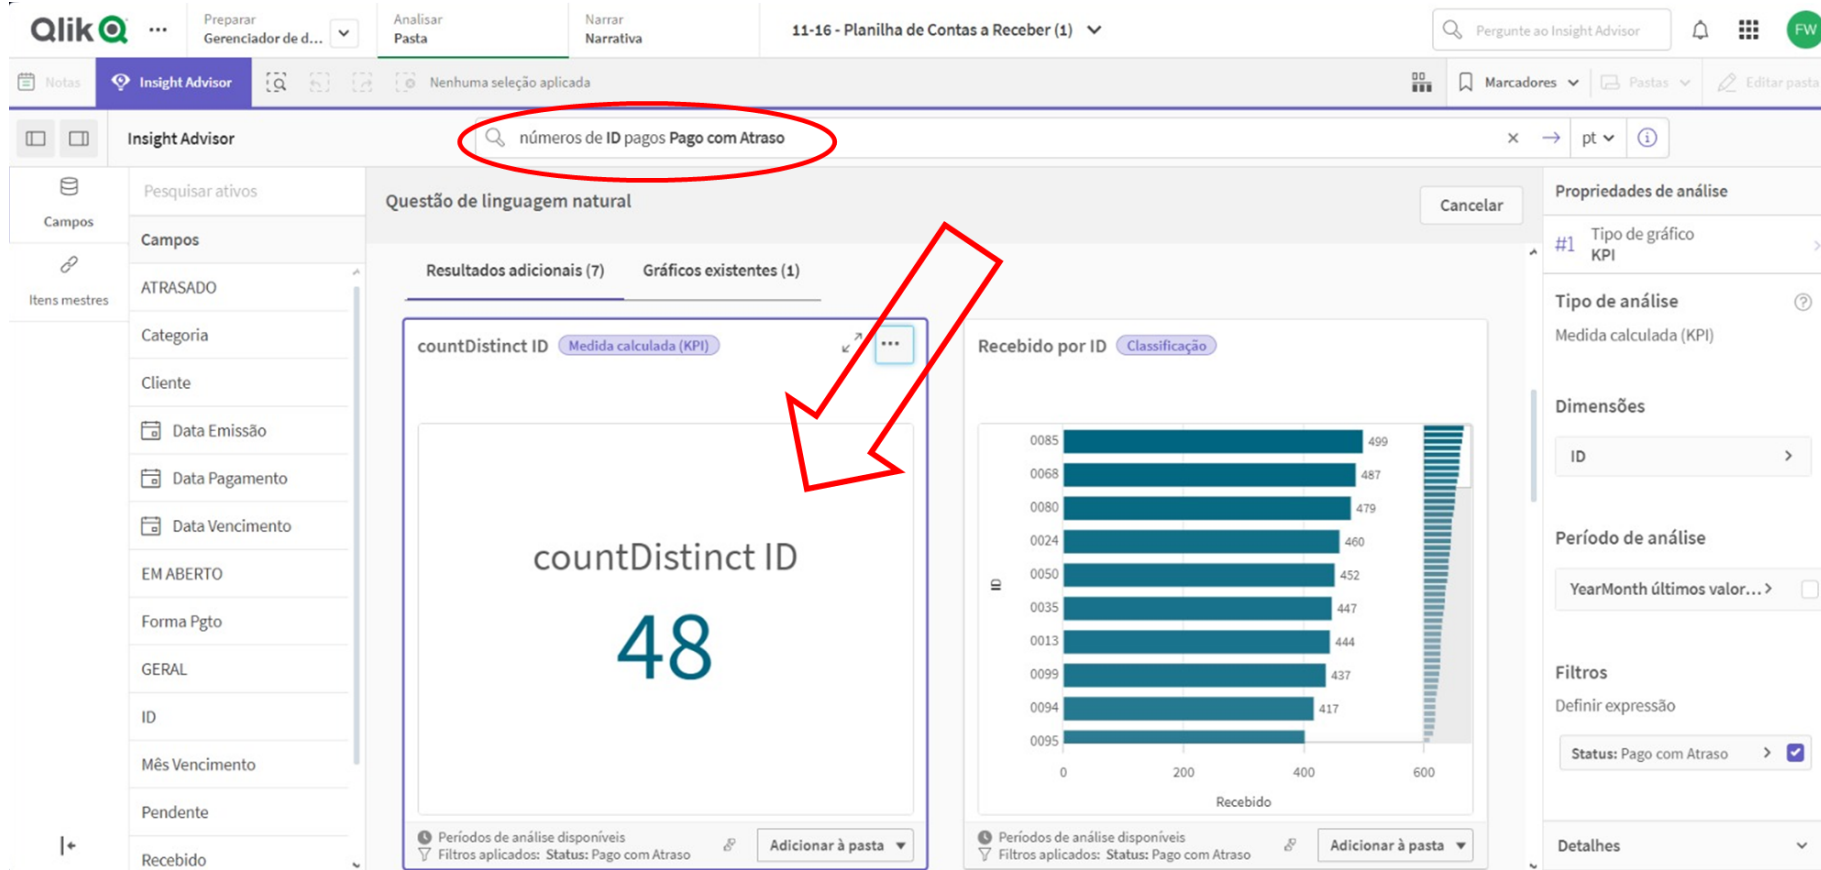 Qlik
Preparar
Gerenciador de d...
Analisar
Pasta
Narrar
Narrativa
11-16 - Planilha de Contas a Receber (1)
Pergunte ao Insight Advisor
FW
Notas
Insight Advisor
Nenhuma seleção aplicada
Marcadores
Pastas
Editar pasta
Insight Advisor
números de ID pagos Pago com Atraso
pt
Campos
Itens mestres
Pesquisar ativos
Campos
ATRASADO
Categoria
Cliente
Data Emissão
Data Pagamento
Data Vencimento
EM ABERTO
Forma Pgto
GERAL
ID
Mês Vencimento
Pendente
Recebido
Questão de linguagem natural
Cancelar
Resultados adicionais (7)
Gráficos existentes (1)
countDistinct ID
Medida calculada (KPI)
countDistinct ID
48
Períodos de análise disponíveis
Filtros aplicados: Status: Pago com Atraso
Adicionar à pasta
Recebido por ID
Classificação
ID
0085 499
0068 487
0080 479
0024 460
0050 452
0035 447
0013 444
0099 437
0094 417
0095
0 200 400 600
Recebido
Períodos de análise disponíveis
Filtros aplicados: Status: Pago com Atraso
Adicionar à pasta
Propriedades de análise
#1
Tipo de gráfico
KPI
Tipo de análise
Medida calculada (KPI)
Dimensões
ID
Período de análise
YearMonth últimos valor...
Filtros
Definir expressão
Status: Pago com Atraso
Detalhes